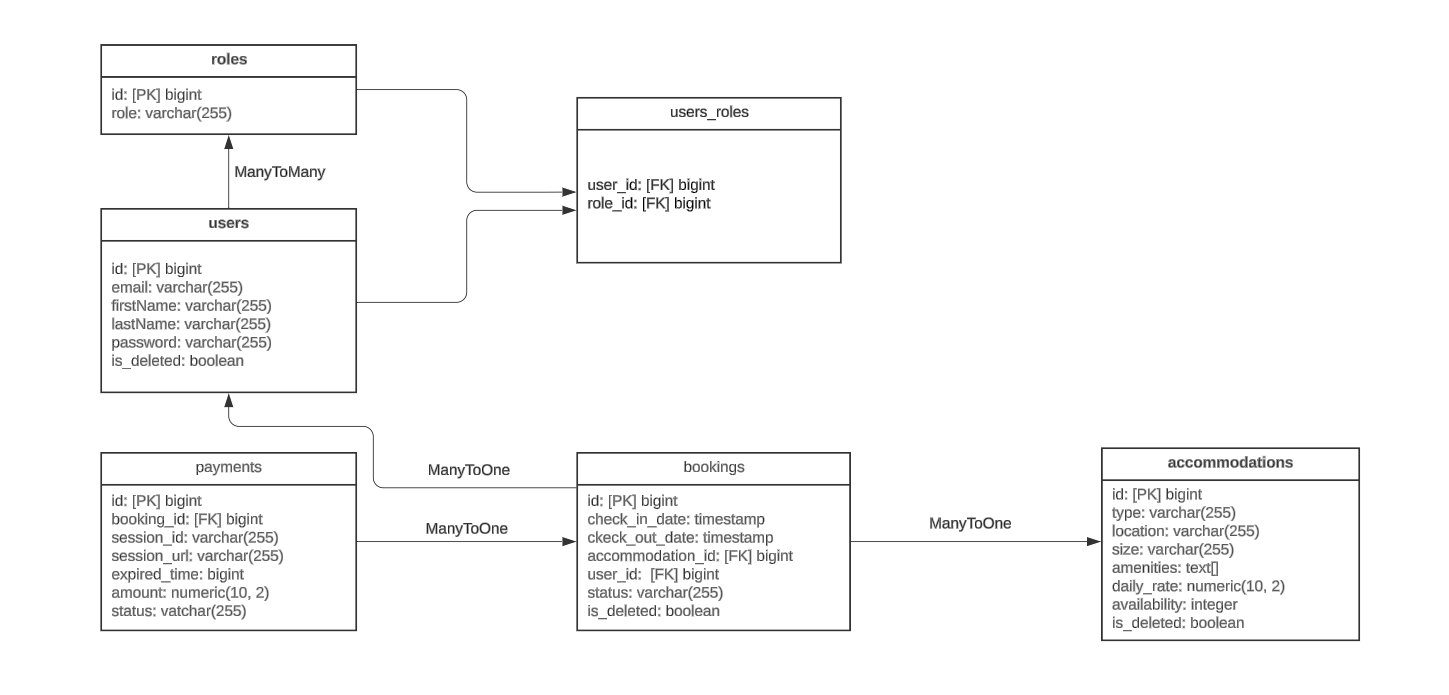 roles
id: [PK] bigint
role: varchar(255)
ManyToMany
users
id: [PK] bigint
email: varchar(255)
firstName: varchar(255)
lastName: varchar(255)
password: varchar(255)
is_deleted: boolean
users_roles
user_id: [FK] bigint
role_id: [FK] bigint
payments
id: [PK] bigint
booking_id: [FK] bigint
session_id: varchar(255)
session_url: varchar(255)
expired_time: bigint
amount: numeric(10, 2)
status: vatchar(255)
ManyToOne
ManyToOne
bookings
id: [PK] bigint
check_in_date: timestamp
ckeck_out_date: timestamp
accommodation_id: [FK] bigint
user_id: [FK] bigint
status: varchar(255)
is_deleted: boolean
ManyToOne
accommodations
id: [PK] bigint
type: varchar(255)
location: varchar(255)
size: varchar(255)
amenities: text[]
daily_rate: numeric(10, 2)
availability: integer
is_deleted: boolean